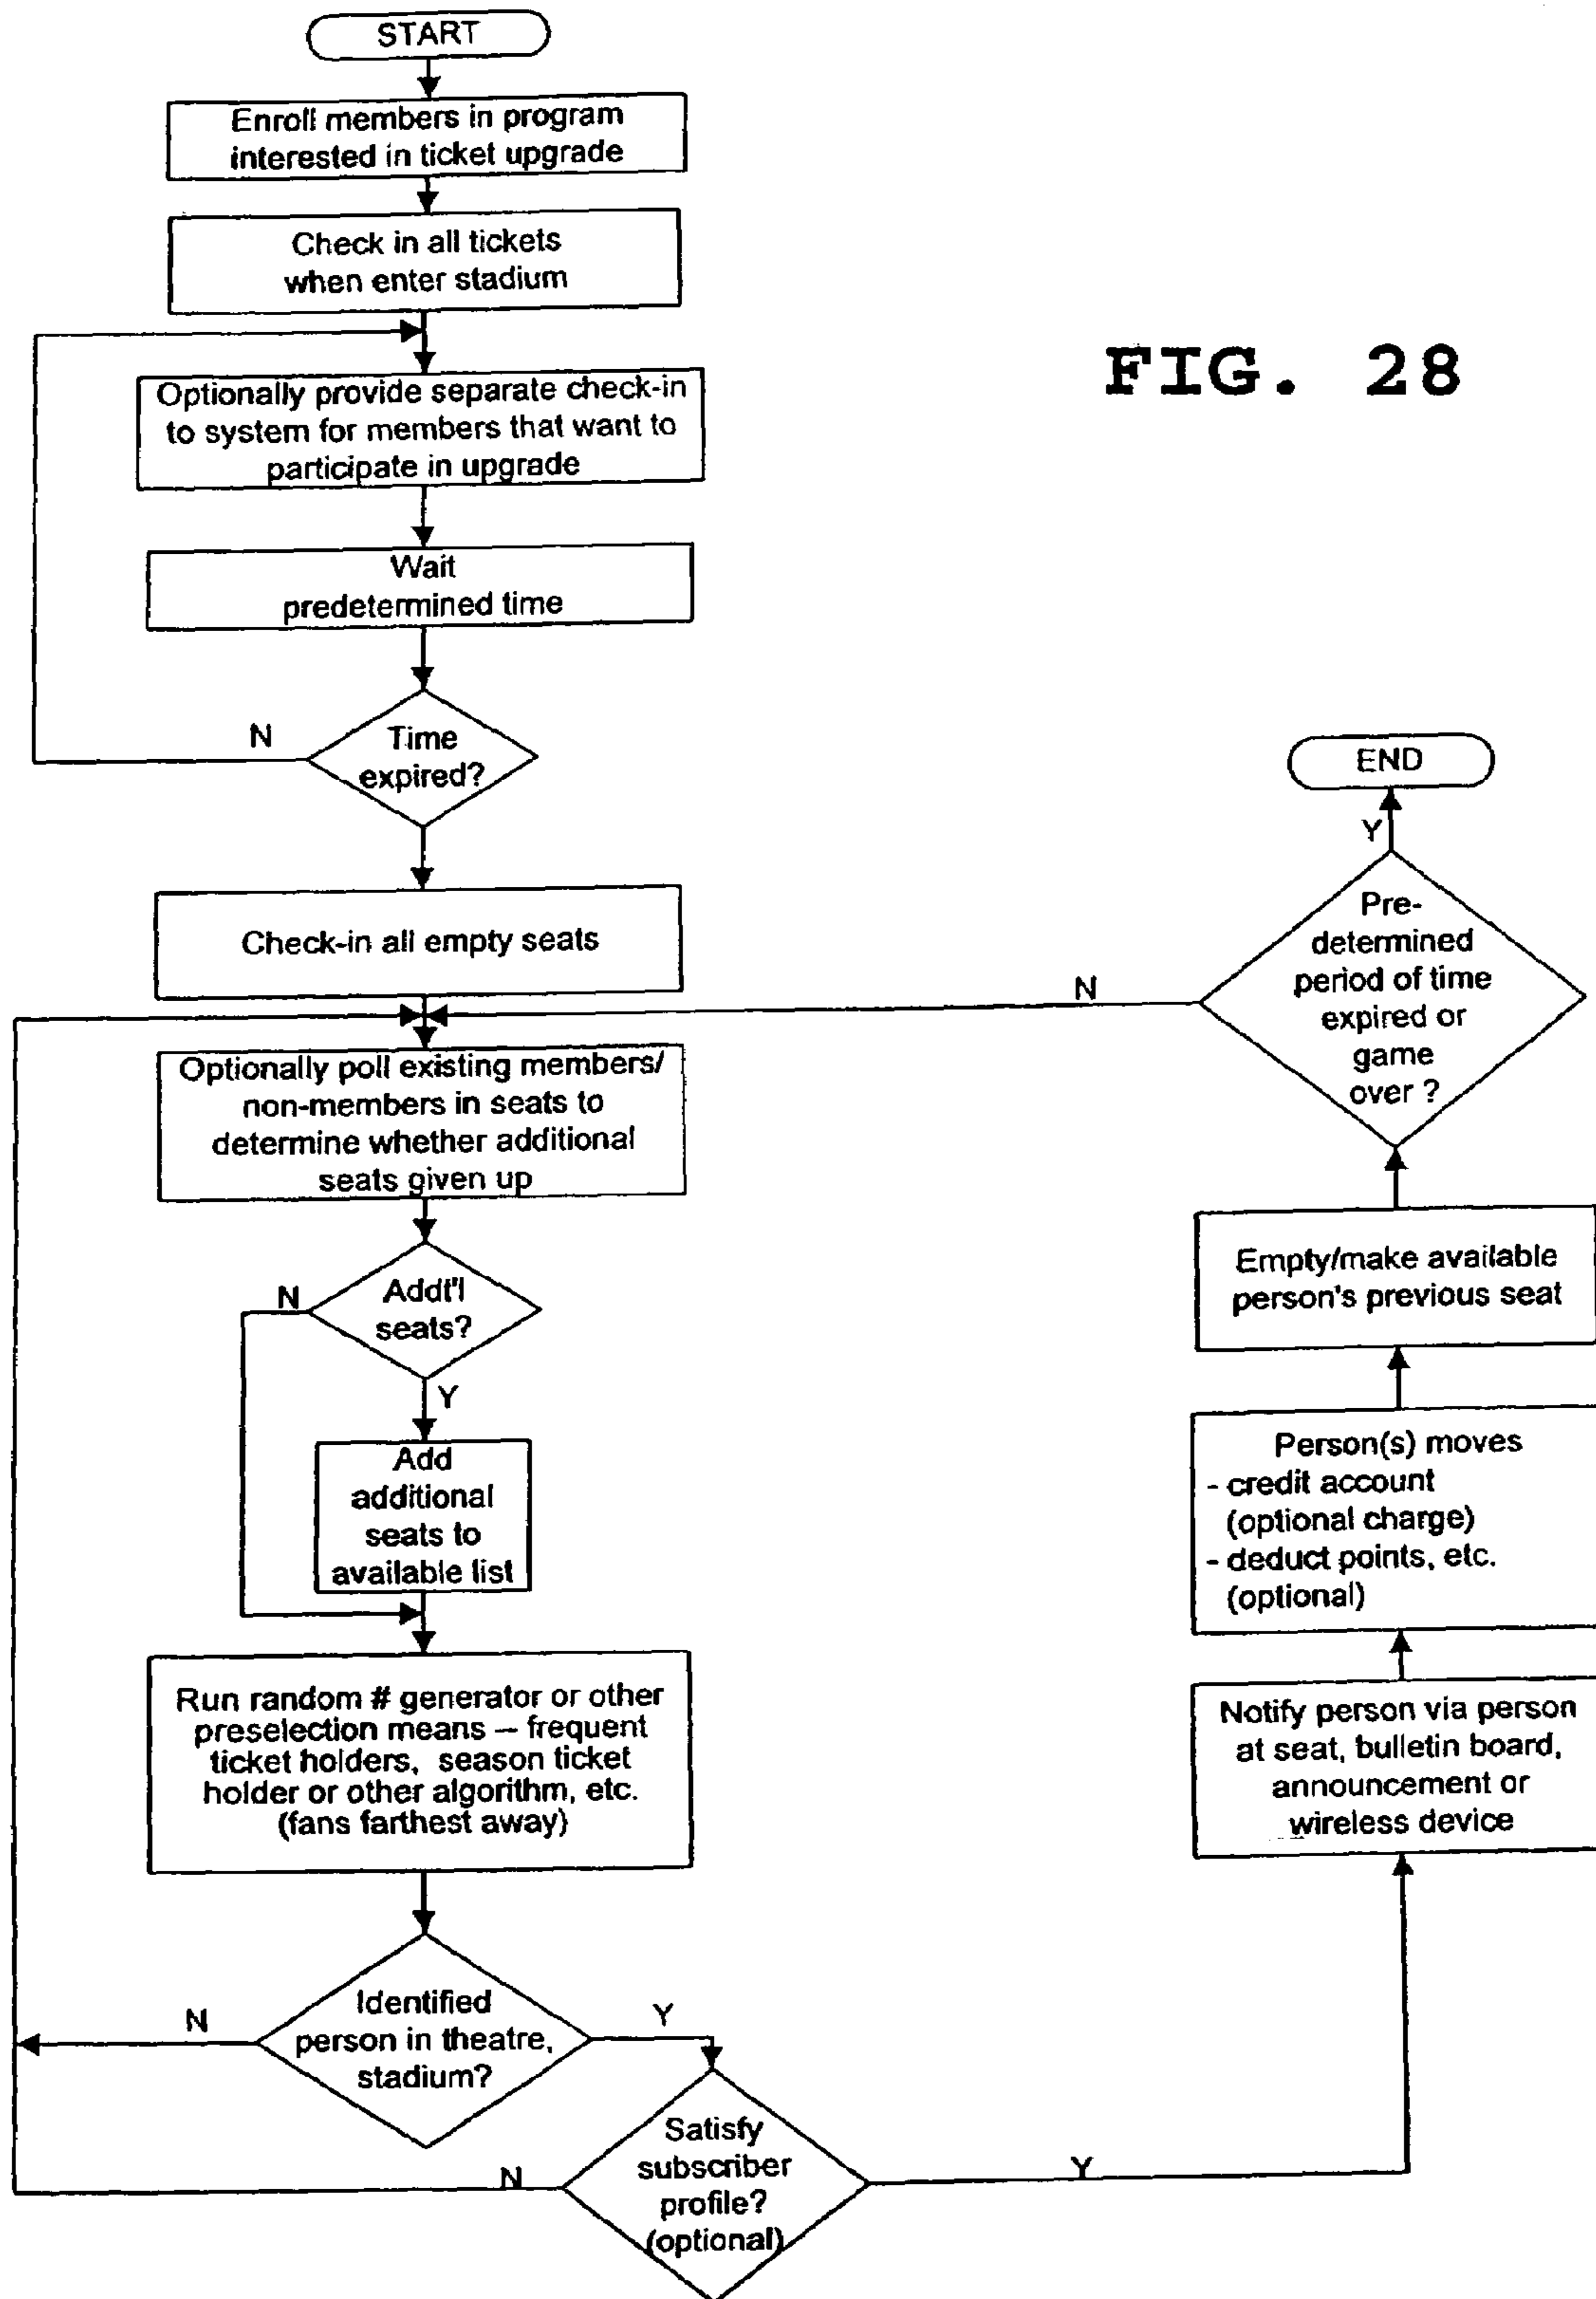 START
Enroll members in program
interested in ticket upgrade
Check in all tickets
when enter stadium
FIG. 28
Optionally provide separate check-in
to system for members that want to
participate in upgrade
Wait
predetermined time
N
Time
expired?
Check-in all empty seats
Optionally poll existing members/
non-members in seats to
determine whether additional
seats given up
N
Addt'l
seats?
Y
Add
additional
seats to
available list
Run random # generator or other
preselection means – frequent
ticket holders, season ticket
holder or other algorithm, etc.
(fans farthest away)
N
Identified
person in theatre,
stadium?
Y
N
Satisfy
subscriber
profile?
(optional)
Y
Notify person via person
at seat, bulletin board,
announcement or
wireless device
Person(s) moves
- credit account
(optional charge)
- deduct points, etc.
(optional)
Empty/make available
person's previous seat
N
Pre-
determined
period of time
expired or
game
over ?
Y
END